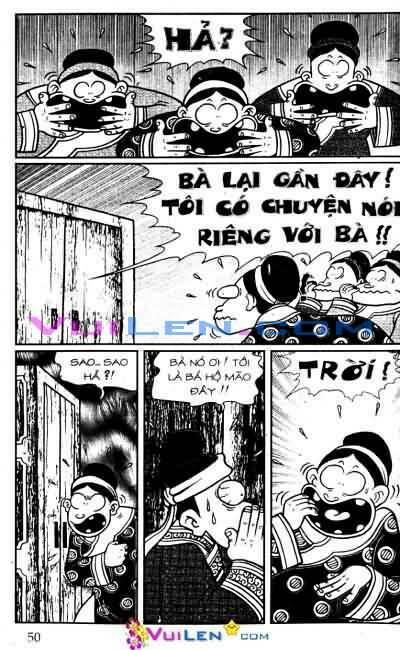 HẢ?
BÀ LẠI GẦN ĐÂY!
TÔI CÓ CHUYỆN NÓI
RIÊNG VỚI BÀ!!
VUILEN.COM
SAO.. SAO
HẢ?!
BÀ NÓ ƠI! TÔI
LÀ BÁ HỘ MÃO
ĐÂY!!
TRỜI!
50
VUILEN.COM